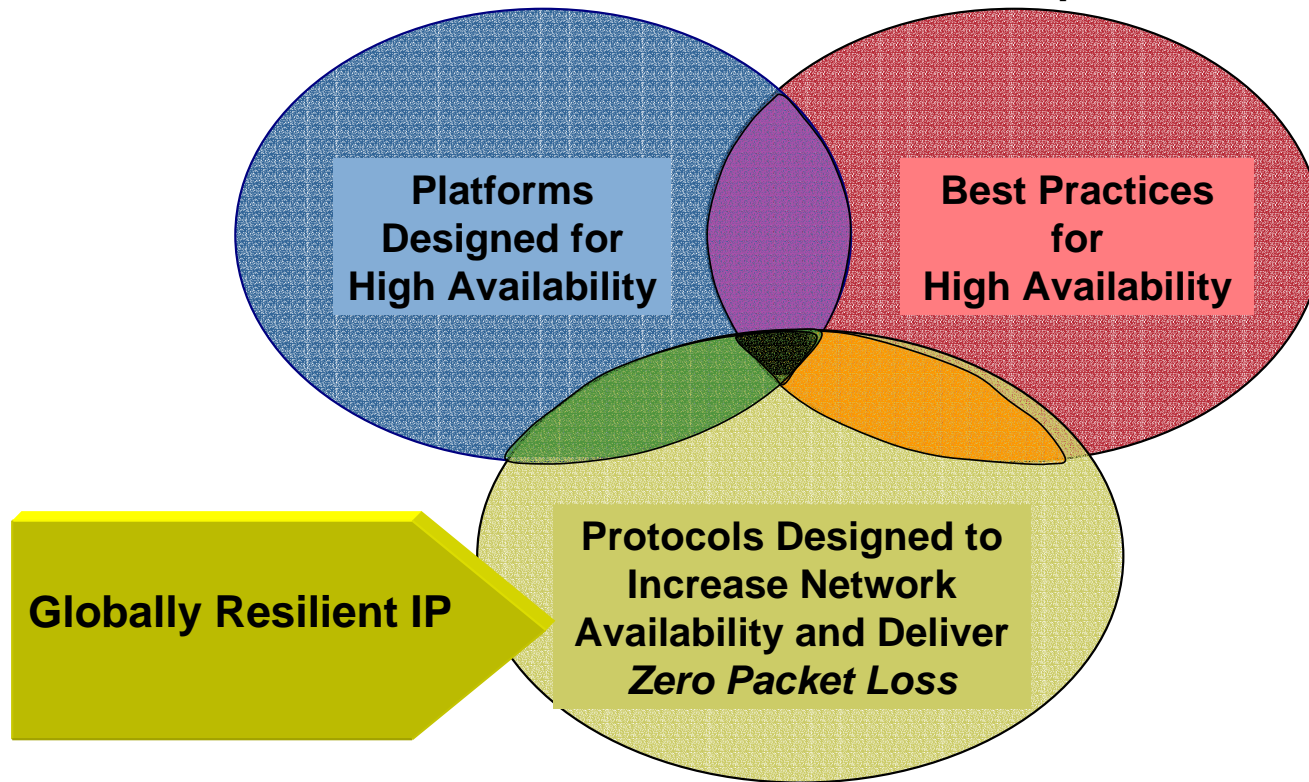 Platforms
Designed for
High Availability
Best Practices
for
High Availability
Globally Resilient IP
Protocols Designed to
Increase Network
Availability and Deliver
Zero Packet Loss